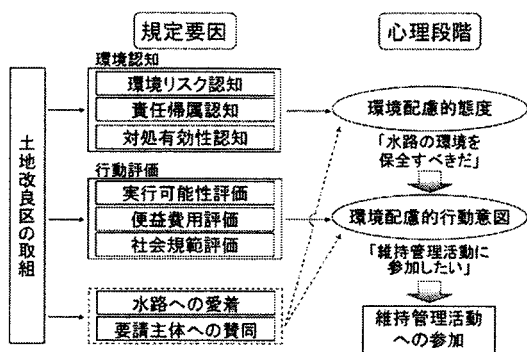 規定要因
心理段階
土地改良区の取組
環境認知
環境リスク認知
責任帰属認知
対処有効性認知
行動評価
実行可能性評価
便益費用評価
社会規範評価
水路への愛着
要請主体への賛同
環境配慮的態度
「水路の環境を
保全すべきだ」
環境配慮的行動意図
「維持管理活動に
参加したい」
維持管理活動
への参加